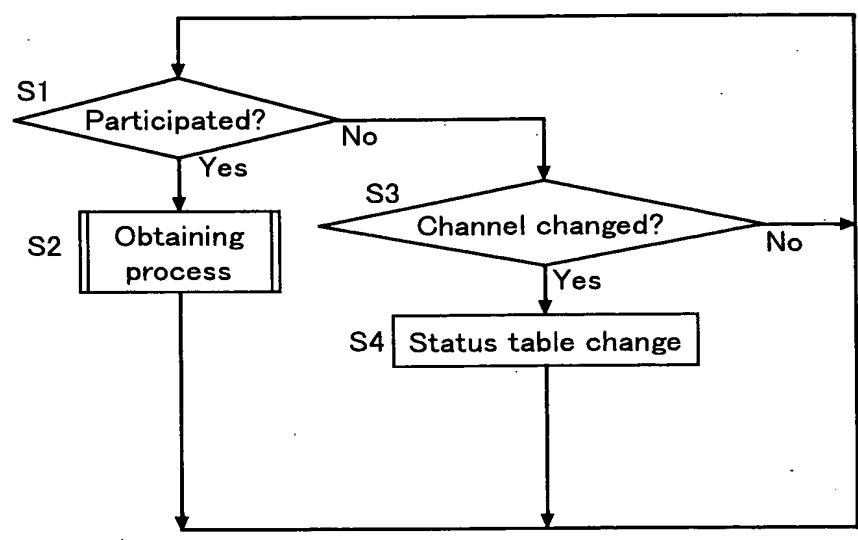 S1
Participated?
No
Yes
S2
Obtaining
process
S3
Channel changed?
No
Yes
S4
Status table change